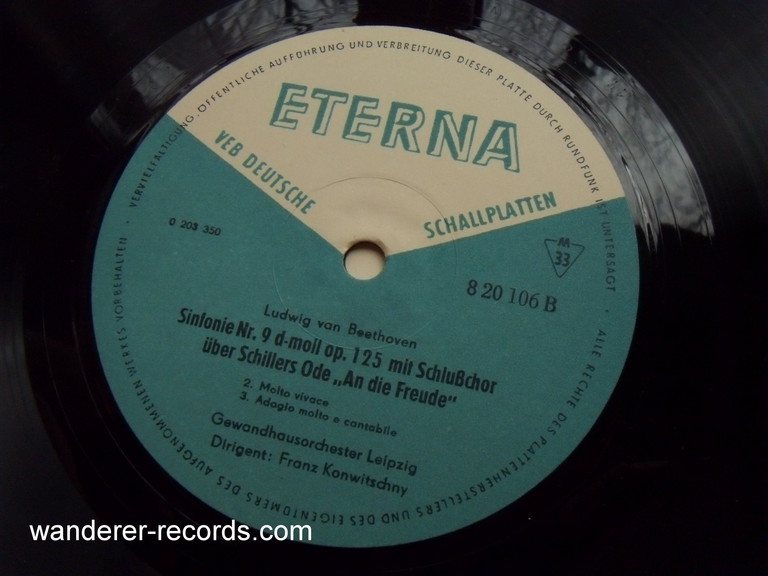 VERVIELFÄLTIGUNG, ÖFFENTLICHE AUFFÜHRUNG UND VERBREITUNG DIESER PLATTE DURCH RUNDFUNK IST UNTERSAGT · ALLE RECHTE DES PLATTENHERSTELLERS UND DES EIGENTÜMERS DES AUFGENOMMENEN WERKES VORBEHALTEN ·
ETERNA
VEB DEUTSCHE
SCHALLPLATTEN
0 203 350
M
33
8 20 106 B
Ludwig van Beethoven
Sinfonie Nr. 9 d-moll op. 125 mit Schlußchor
über Schillers Ode „An die Freude“
2. Molto vivace
3. Adagio molto e cantabile
Gewandhausorchester Leipzig
Dirigent: Franz Konwitschny
wanderer-records.com